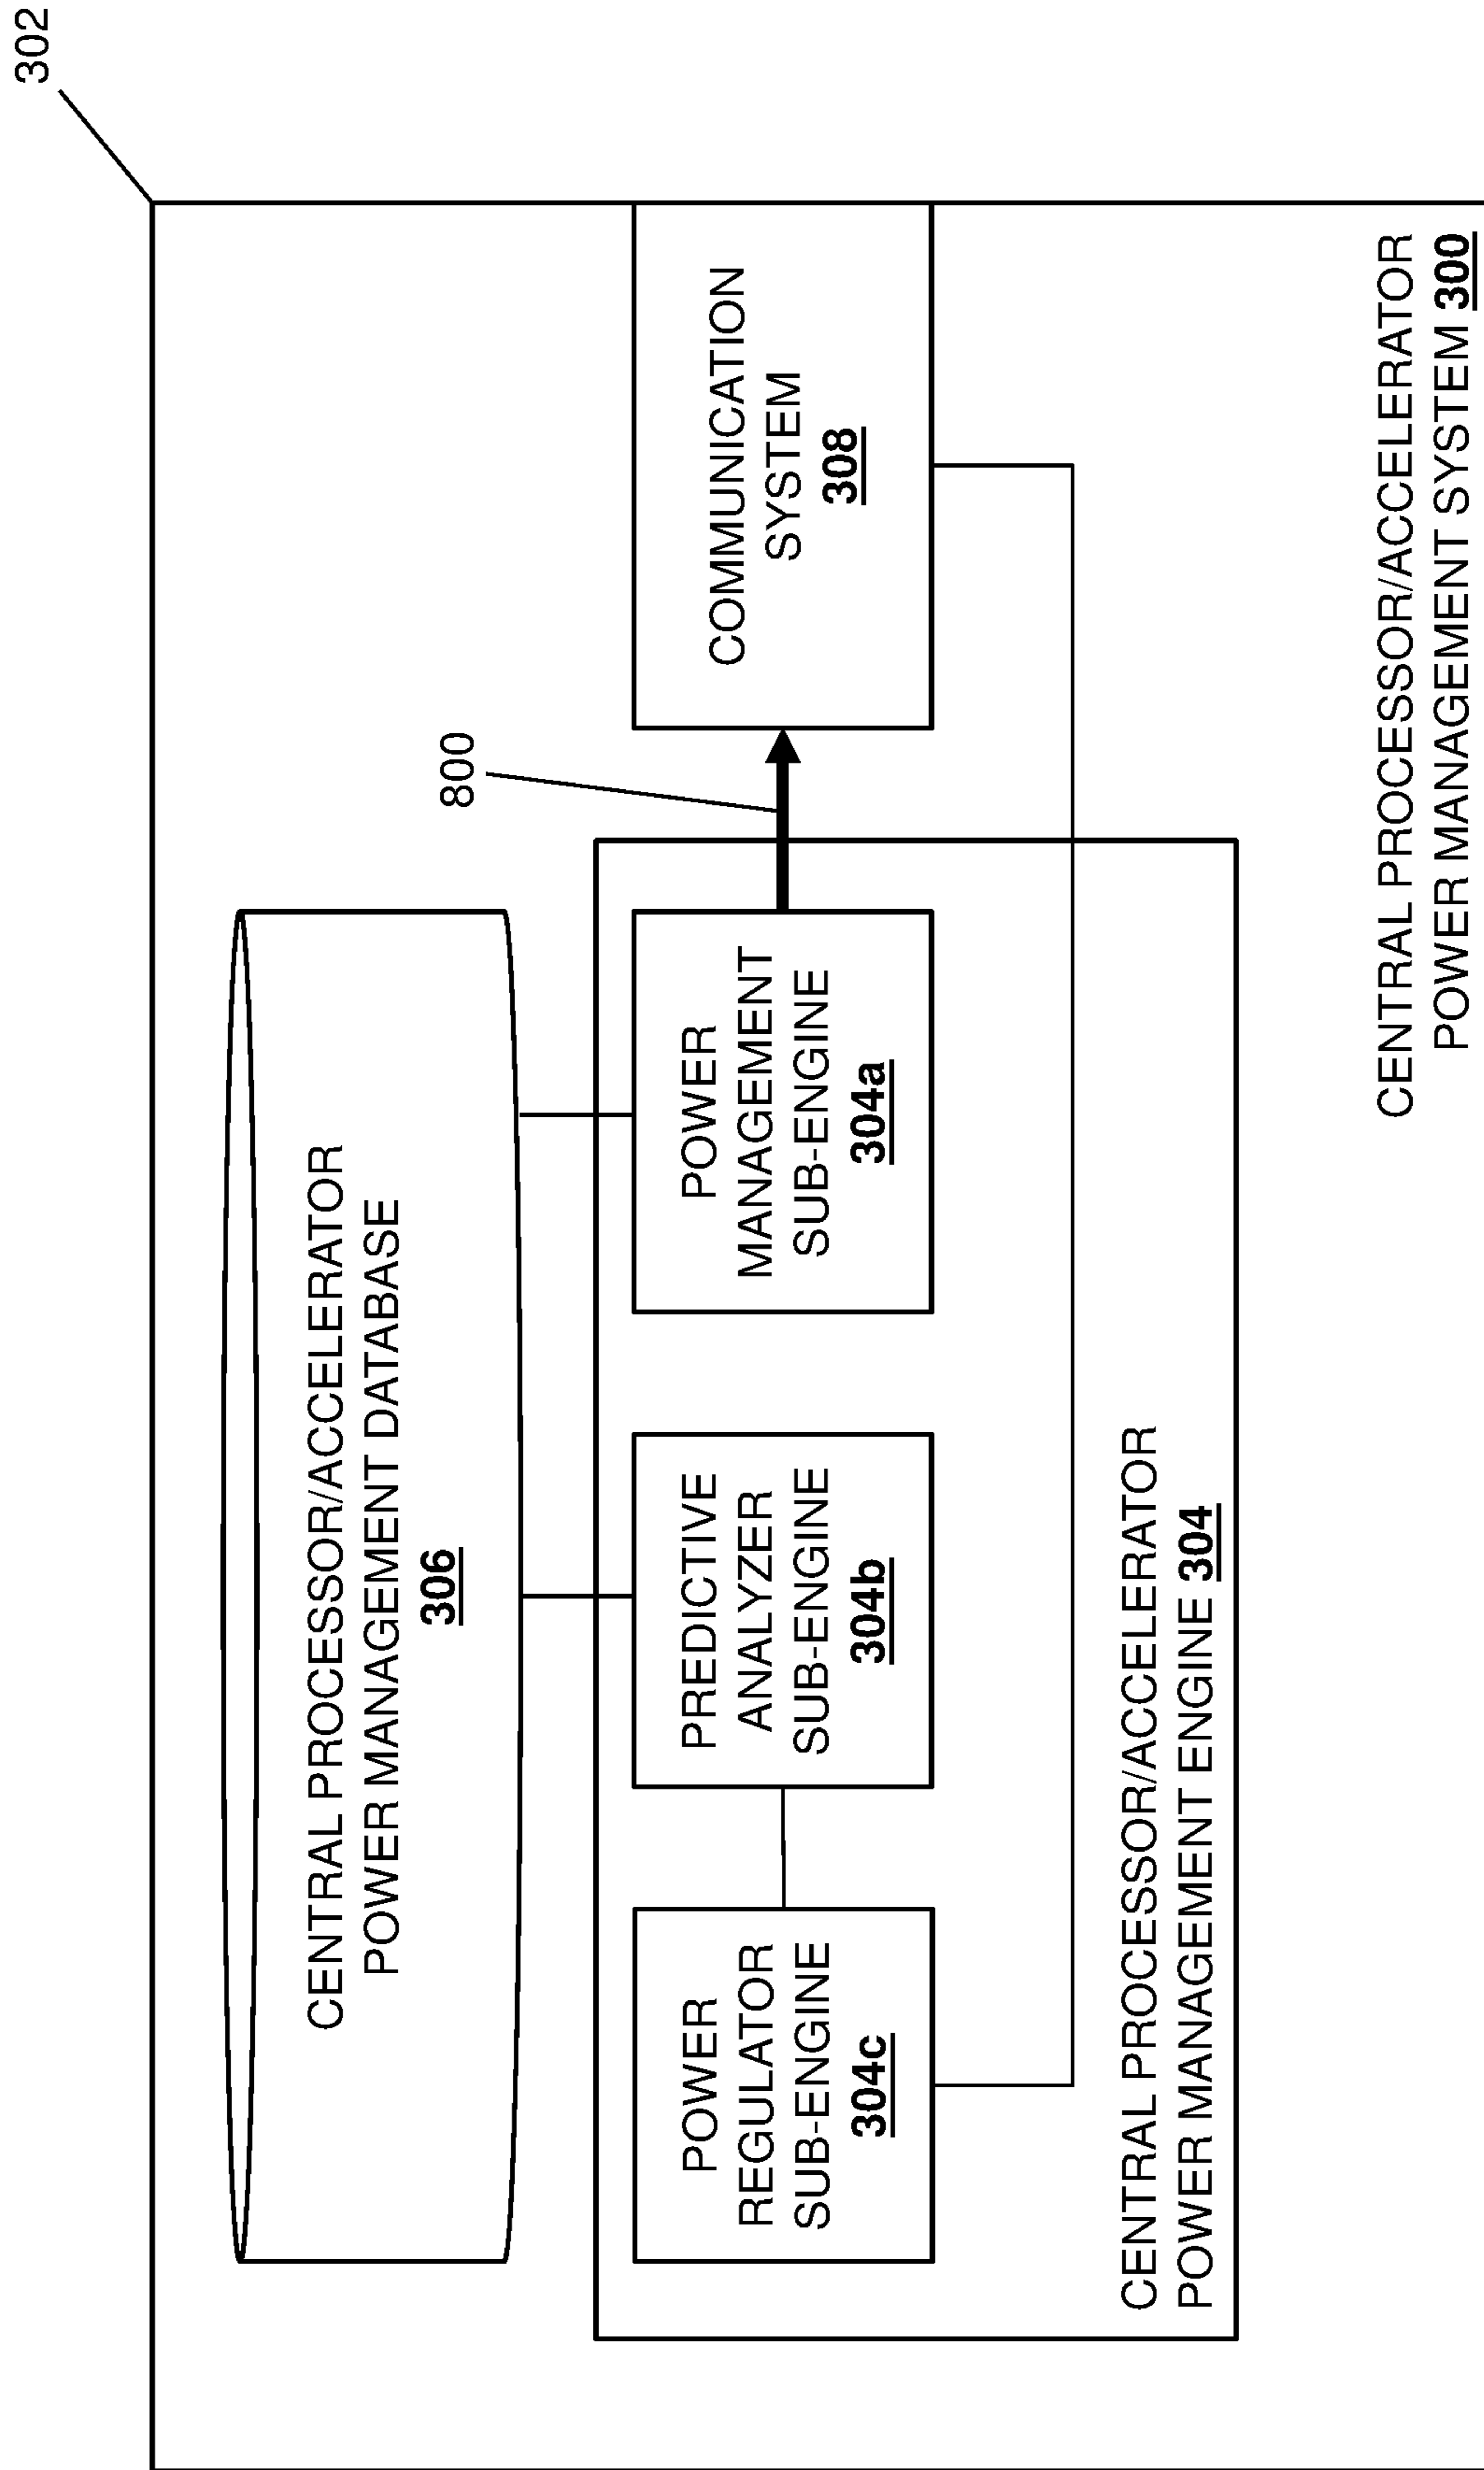 302
CENTRAL PROCESSOR/ACCELERATOR
POWER MANAGEMENT DATABASE
306
800
POWER
REGULATOR
SUB-ENGINE
304c
PREDICTIVE
ANALYZER
SUB-ENGINE
304b
POWER
MANAGEMENT
SUB-ENGINE
304a
COMMUNICATION
SYSTEM
308
CENTRAL PROCESSOR/ACCELERATOR
POWER MANAGEMENT ENGINE 304
CENTRAL PROCESSOR/ACCELERATOR
POWER MANAGEMENT SYSTEM 300